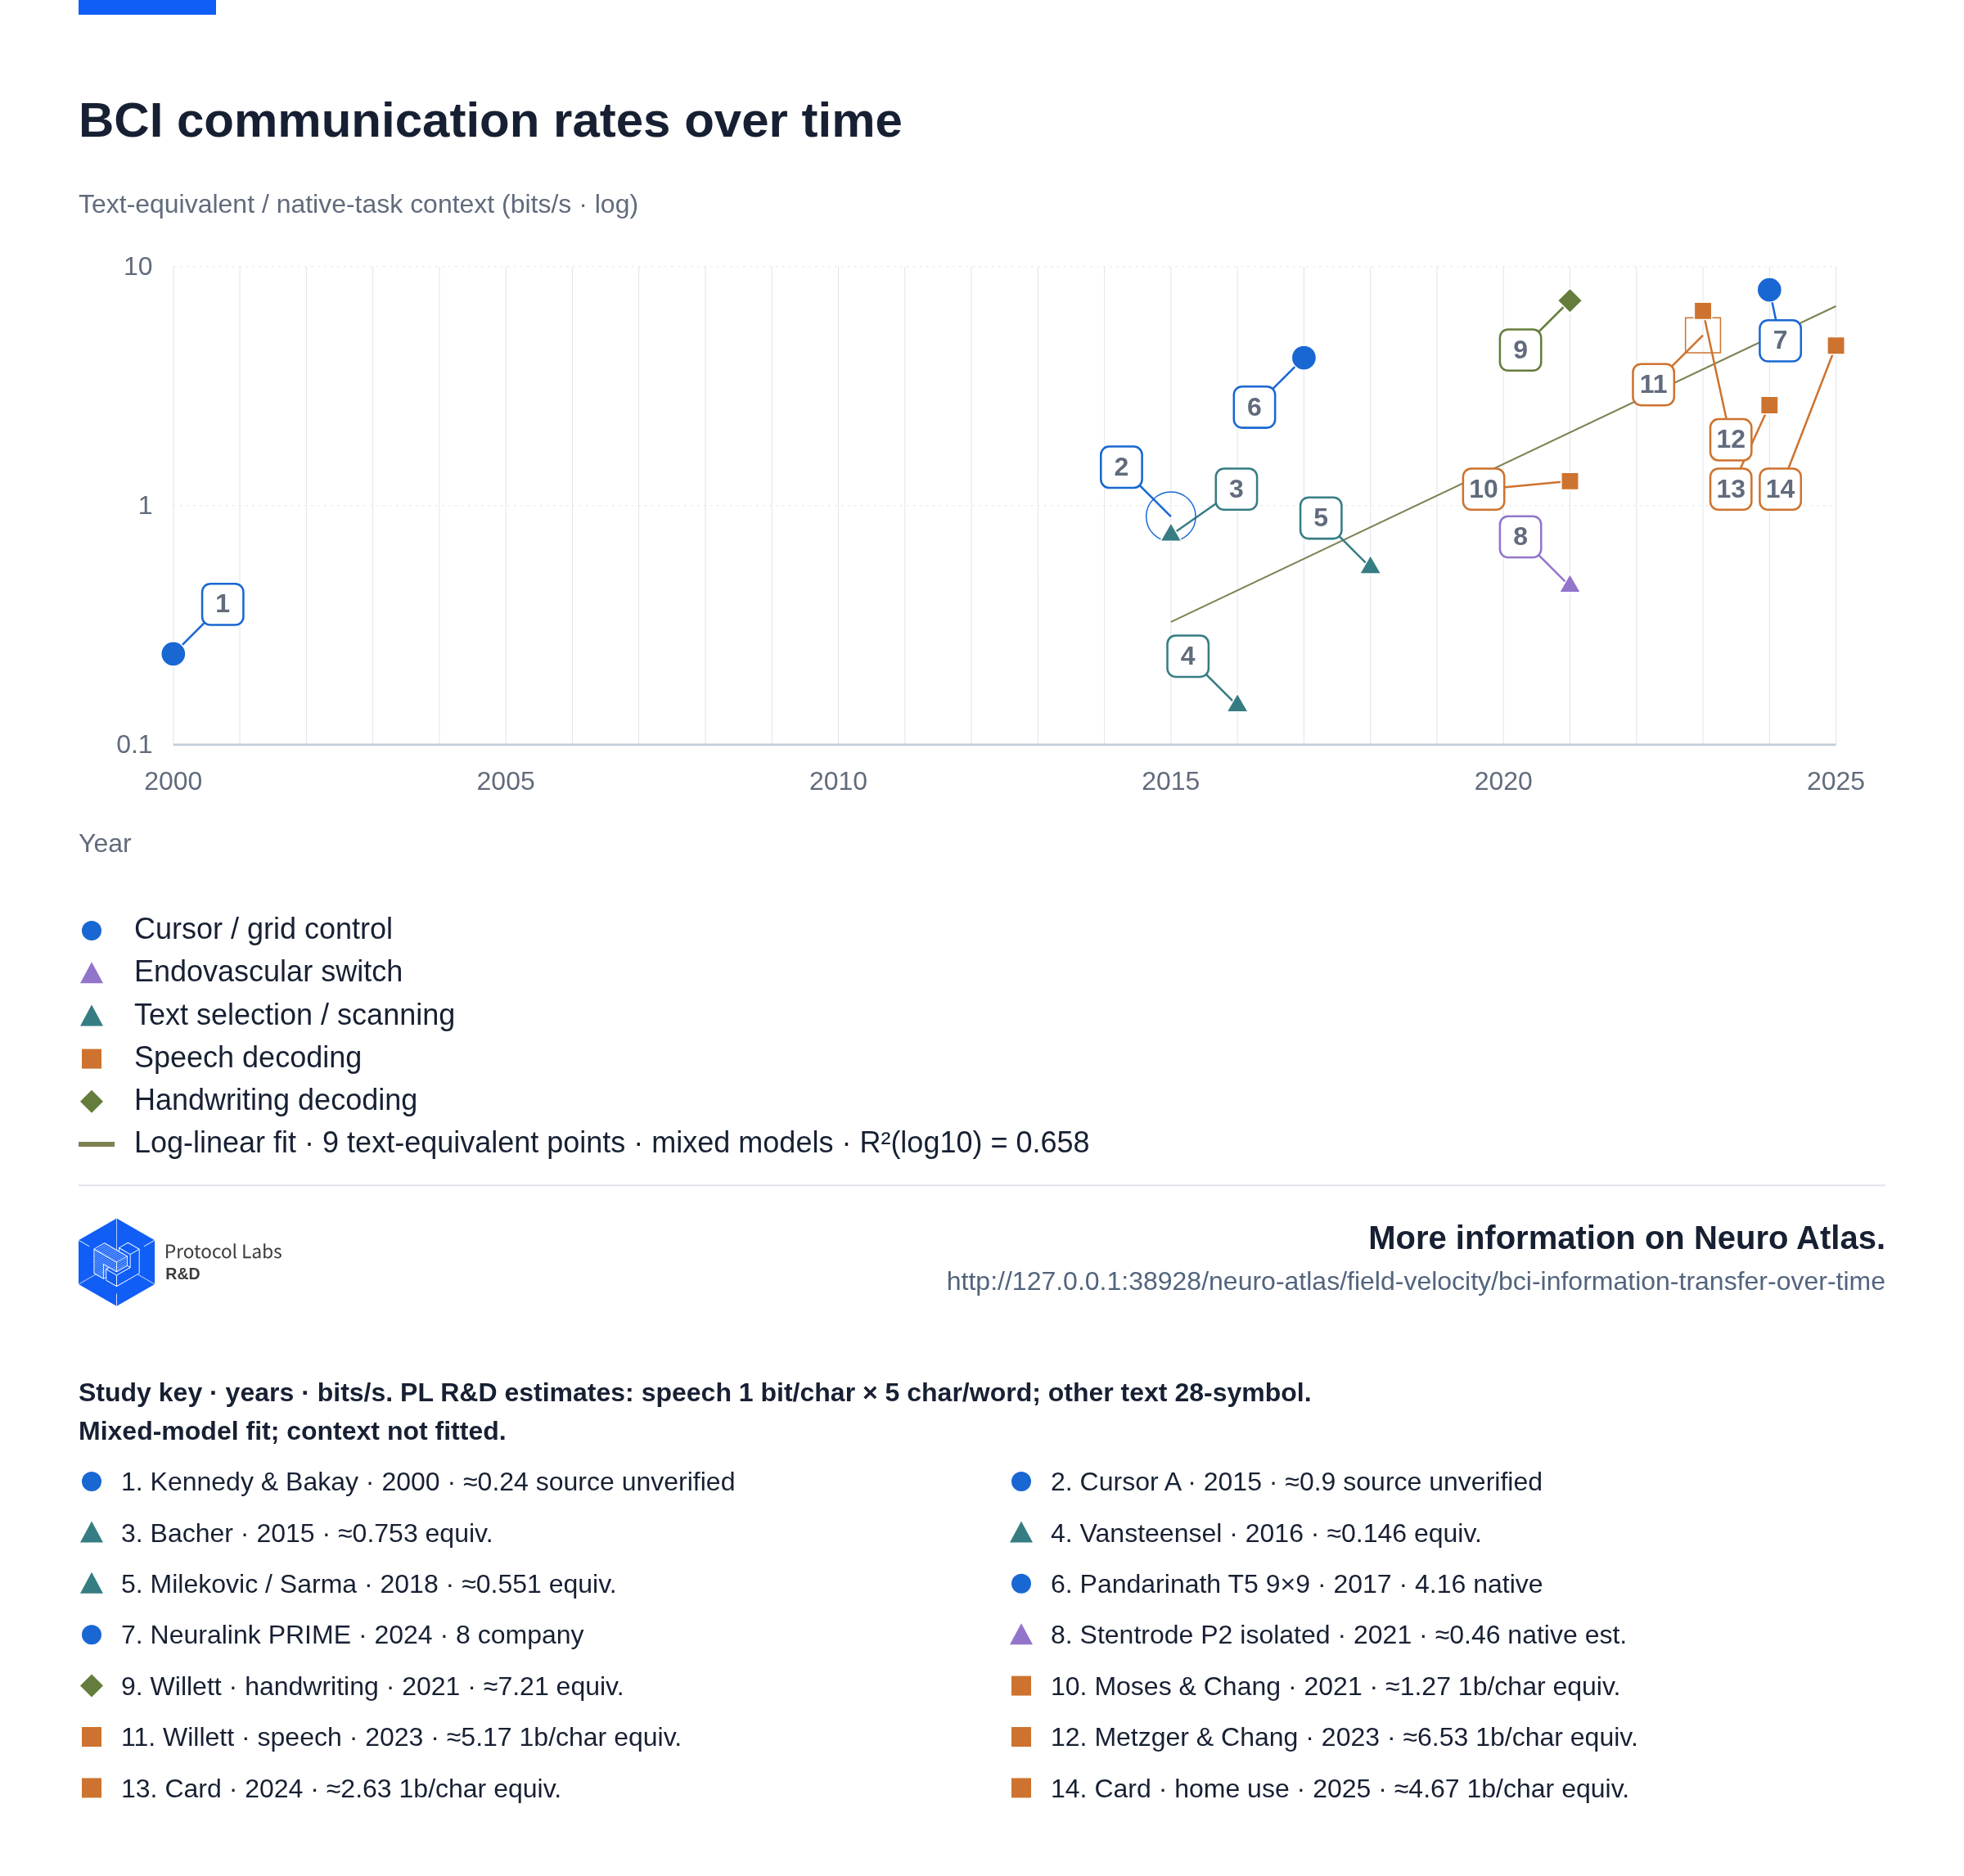 BCI communication rates over time
Text-equivalent / native-task context (bits/s · log)
10
1
0.1
1
2
3
4
5
6
7
8
9
10
11
12
13
14
2000
2005
2010
2015
2020
2025
Year
Cursor / grid control
Endovascular switch
Text selection / scanning
Speech decoding
Handwriting decoding
Log-linear fit · 9 text-equivalent points · mixed models · R²(log10) = 0.658
Protocol Labs
R&D
More information on Neuro Atlas.
http://127.0.0.1:38928/neuro-atlas/field-velocity/bci-information-transfer-over-time
Study key · years · bits/s. PL R&D estimates: speech 1 bit/char × 5 char/word; other text 28-symbol.
Mixed-model fit; context not fitted.
1. Kennedy & Bakay · 2000 · ≈0.24 source unverified
2. Cursor A · 2015 · ≈0.9 source unverified
3. Bacher · 2015 · ≈0.753 equiv.
4. Vansteensel · 2016 · ≈0.146 equiv.
5. Milekovic / Sarma · 2018 · ≈0.551 equiv.
6. Pandarinath T5 9×9 · 2017 · 4.16 native
7. Neuralink PRIME · 2024 · 8 company
8. Stentrode P2 isolated · 2021 · ≈0.46 native est.
9. Willett · handwriting · 2021 · ≈7.21 equiv.
10. Moses & Chang · 2021 · ≈1.27 1b/char equiv.
11. Willett · speech · 2023 · ≈5.17 1b/char equiv.
12. Metzger & Chang · 2023 · ≈6.53 1b/char equiv.
13. Card · 2024 · ≈2.63 1b/char equiv.
14. Card · home use · 2025 · ≈4.67 1b/char equiv.